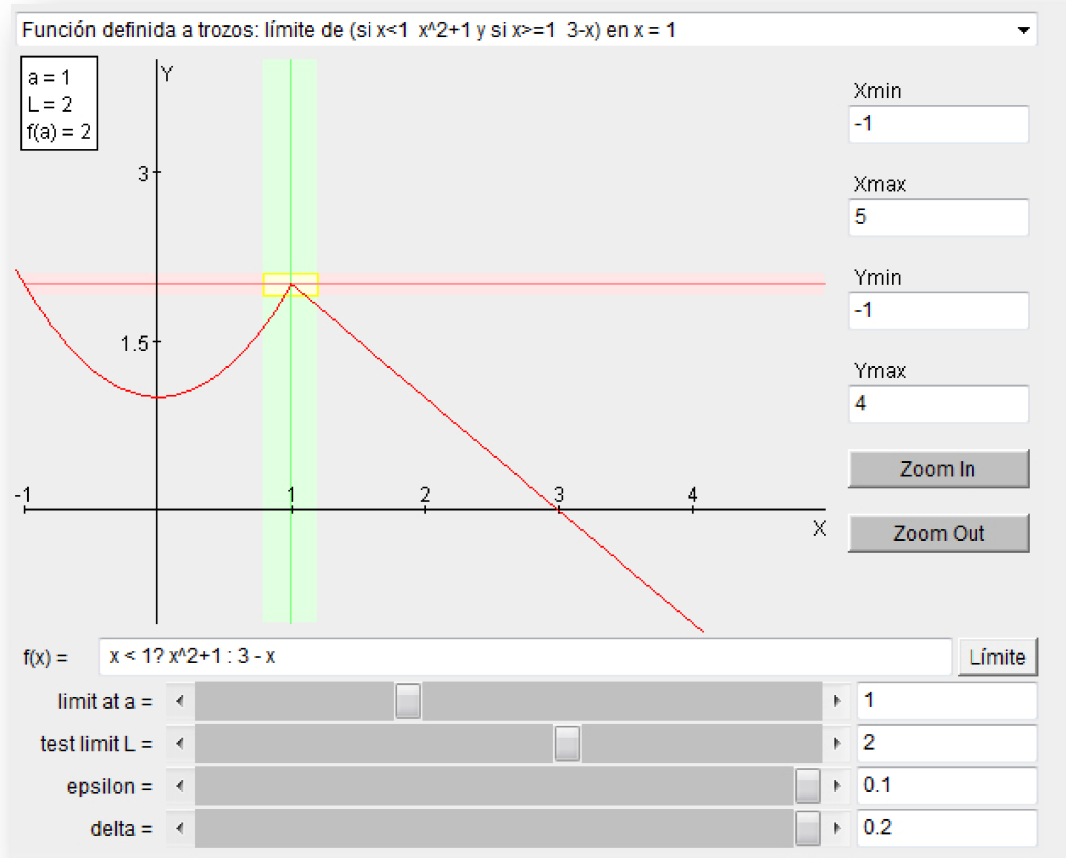 Función definida a trozos: límite de (si x<1  x^2+1 y si x>=1  3-x) en x = 1
a = 1
L = 2
f(a) = 2
Y
3
1.5
-1
1
2
3
4
X
Xmin
-1
Xmax
5
Ymin
-1
Ymax
4
Zoom In
Zoom Out
f(x) = x < 1? x^2+1 : 3 - x Límite
limit at a = 1
test limit L = 2
epsilon = 0.1
delta = 0.2